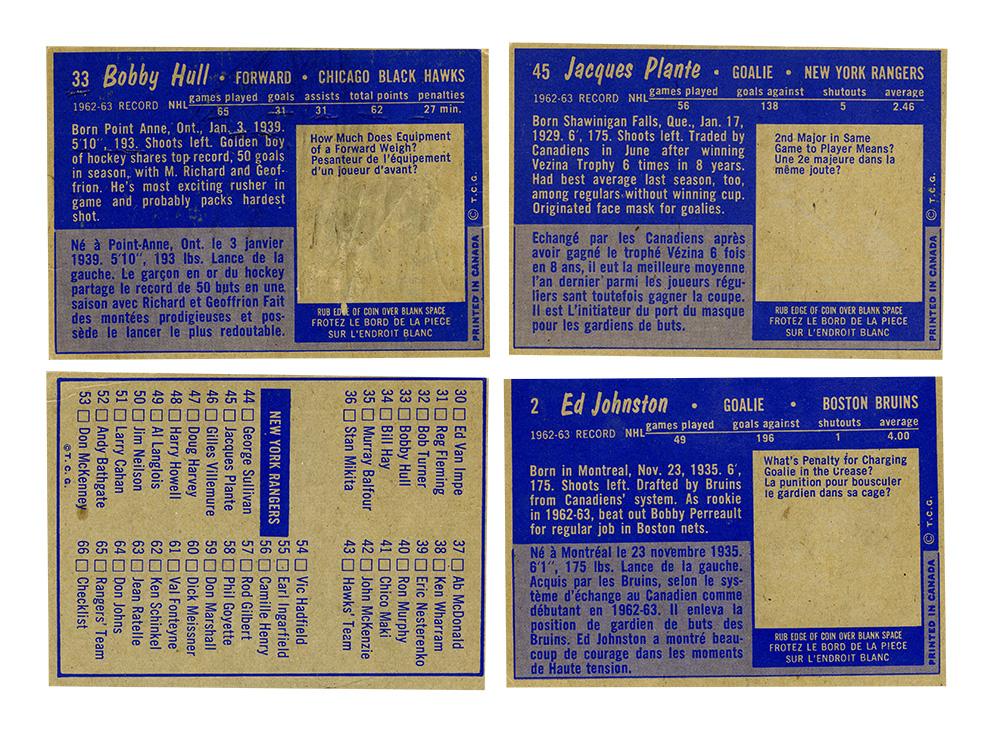 33 Bobby Hull • FORWARD • CHICAGO BLACK HAWKS
games played goals assists total points penalties
1962-63 RECORD NHL 65 31 31 62 27 min.
Born Point Anne, Ont., Jan. 3, 1939.
5'10", 193. Shoots left. Golden boy
of hockey shares top record, 50 goals
in season, with M. Richard and Geof-
frion. He's most exciting rusher in
game and probably packs hardest
shot.
Né à Point-Anne, Ont. le 3 janvier
1939. 5'10", 193 lbs. Lance de la
gauche. Le garçon en or du hockey
partage le record de 50 buts en une
saison avec Richard et Geoffrion Fait
des montées prodigieuses et pos-
sède le lancer le plus redoutable.
How Much Does Equipment
of a Forward Weigh?
Pesanteur de l'équipement
d'un joueur d'avant?
RUB EDGE OF COIN OVER BLANK SPACE
FROTEZ LE BORD DE LA PIECE
SUR L'ENDROIT BLANC
PRINTED IN CANADA © T.C.G.
45 Jacques Plante • GOALIE • NEW YORK RANGERS
games played goals against shutouts average
1962-63 RECORD NHL 56 138 5 2.46
Born Shawinigan Falls, Que., Jan. 17,
1929. 6', 175. Shoots left. Traded by
Canadiens in June after winning
Vezina Trophy 6 times in 8 years.
Had best average last season, too,
among regulars without winning cup.
Originated face mask for goalies.
Echangé par les Canadiens après
avoir gagné le trophé Vézina 6 fois
en 8 ans, il eut la meilleure moyenne
l'an dernier parmi les joueurs régu-
liers sant toutefois gagner la coupe.
Il est L'initiateur du port du masque
pour les gardiens de buts.
2nd Major in Same
Game to Player Means?
Une 2e majeure dans la
même joute?
RUB EDGE OF COIN OVER BLANK SPACE
FROTEZ LE BORD DE LA PIECE
SUR L'ENDROIT BLANC
PRINTED IN CANADA © T.C.G.
30 Ed Van Impe
31 Reg Fleming
32 Bob Turner
33 Bobby Hull
34 Bill Hay
35 Murray Balfour
36 Stan Mikita
37 Ab McDonald
38 Ken Wharram
39 Eric Nesterenko
40 Ron Murphy
41 Chico Maki
42 John McKenzie
43 Hawks' Team
NEW YORK RANGERS
44 George Sullivan
45 Jacques Plante
46 Gilles Villemure
47 Doug Harvey
48 Harry Howell
49 Al Langlois
50 Jim Neilson
51 Larry Cahan
52 Andy Bathgate
53 Don McKenney
54 Vic Hadfield
55 Earl Ingarfield
56 Camille Henry
57 Rod Gilbert
58 Phil Goyette
59 Don Marshall
60 Dick Meissner
61 Val Fonteyne
62 Ken Schinkel
63 Jean Ratelle
64 Don Johns
65 Rangers' Team
66 Checklist
© T.C.G.
2 Ed Johnston • GOALIE • BOSTON BRUINS
games played goals against shutouts average
1962-63 RECORD NHL 49 196 1 4.00
Born in Montreal, Nov. 23, 1935. 6',
175. Shoots left. Drafted by Bruins
from Canadiens' system. As rookie
in 1962-63, beat out Bobby Perreault
for regular job in Boston nets.
Né à Montréal le 23 novembre 1935.
6'1", 175 lbs. Lance de la gauche.
Acquis par les Bruins, selon le sys-
tème d'échange au Canadien comme
débutant en 1962-63. Il enleva la
position de gardien de buts des
Bruins. Ed Johnston a montré beau-
coup de courage dans les moments
de Haute tension.
What's Penalty for Charging
Goalie in the Crease?
La punition pour bousculer
le gardien dans sa cage?
RUB EDGE OF COIN OVER BLANK SPACE
FROTEZ LE BORD DE LA PIECE
SUR L'ENDROIT BLANC
PRINTED IN CANADA © T.C.G.